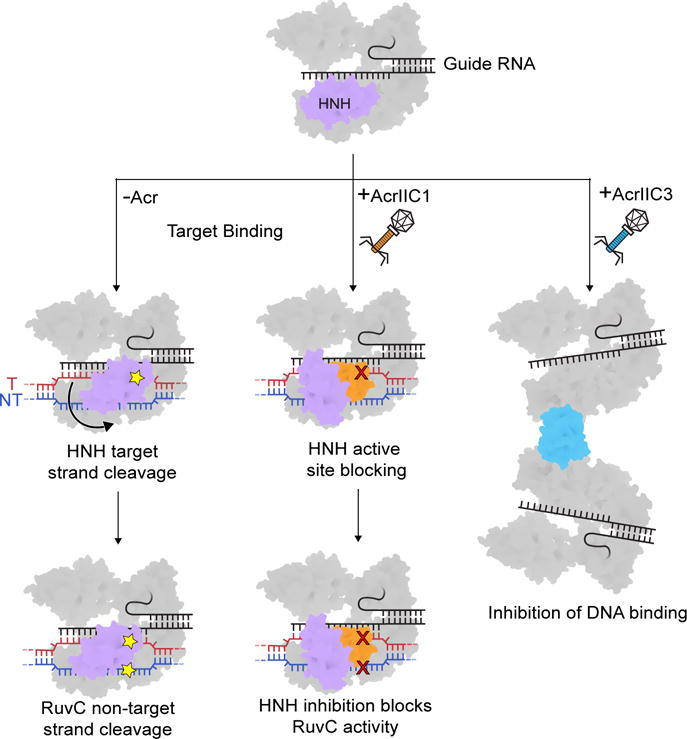 Guide RNA
HNH
-Acr
+AcrIIC1
+AcrIIC3
Target Binding
T
NT
HNH target
strand cleavage
HNH active
site blocking
X
RuvC non-target
strand cleavage
X
X
HNH inhibition blocks
RuvC activity
Inhibition of DNA binding